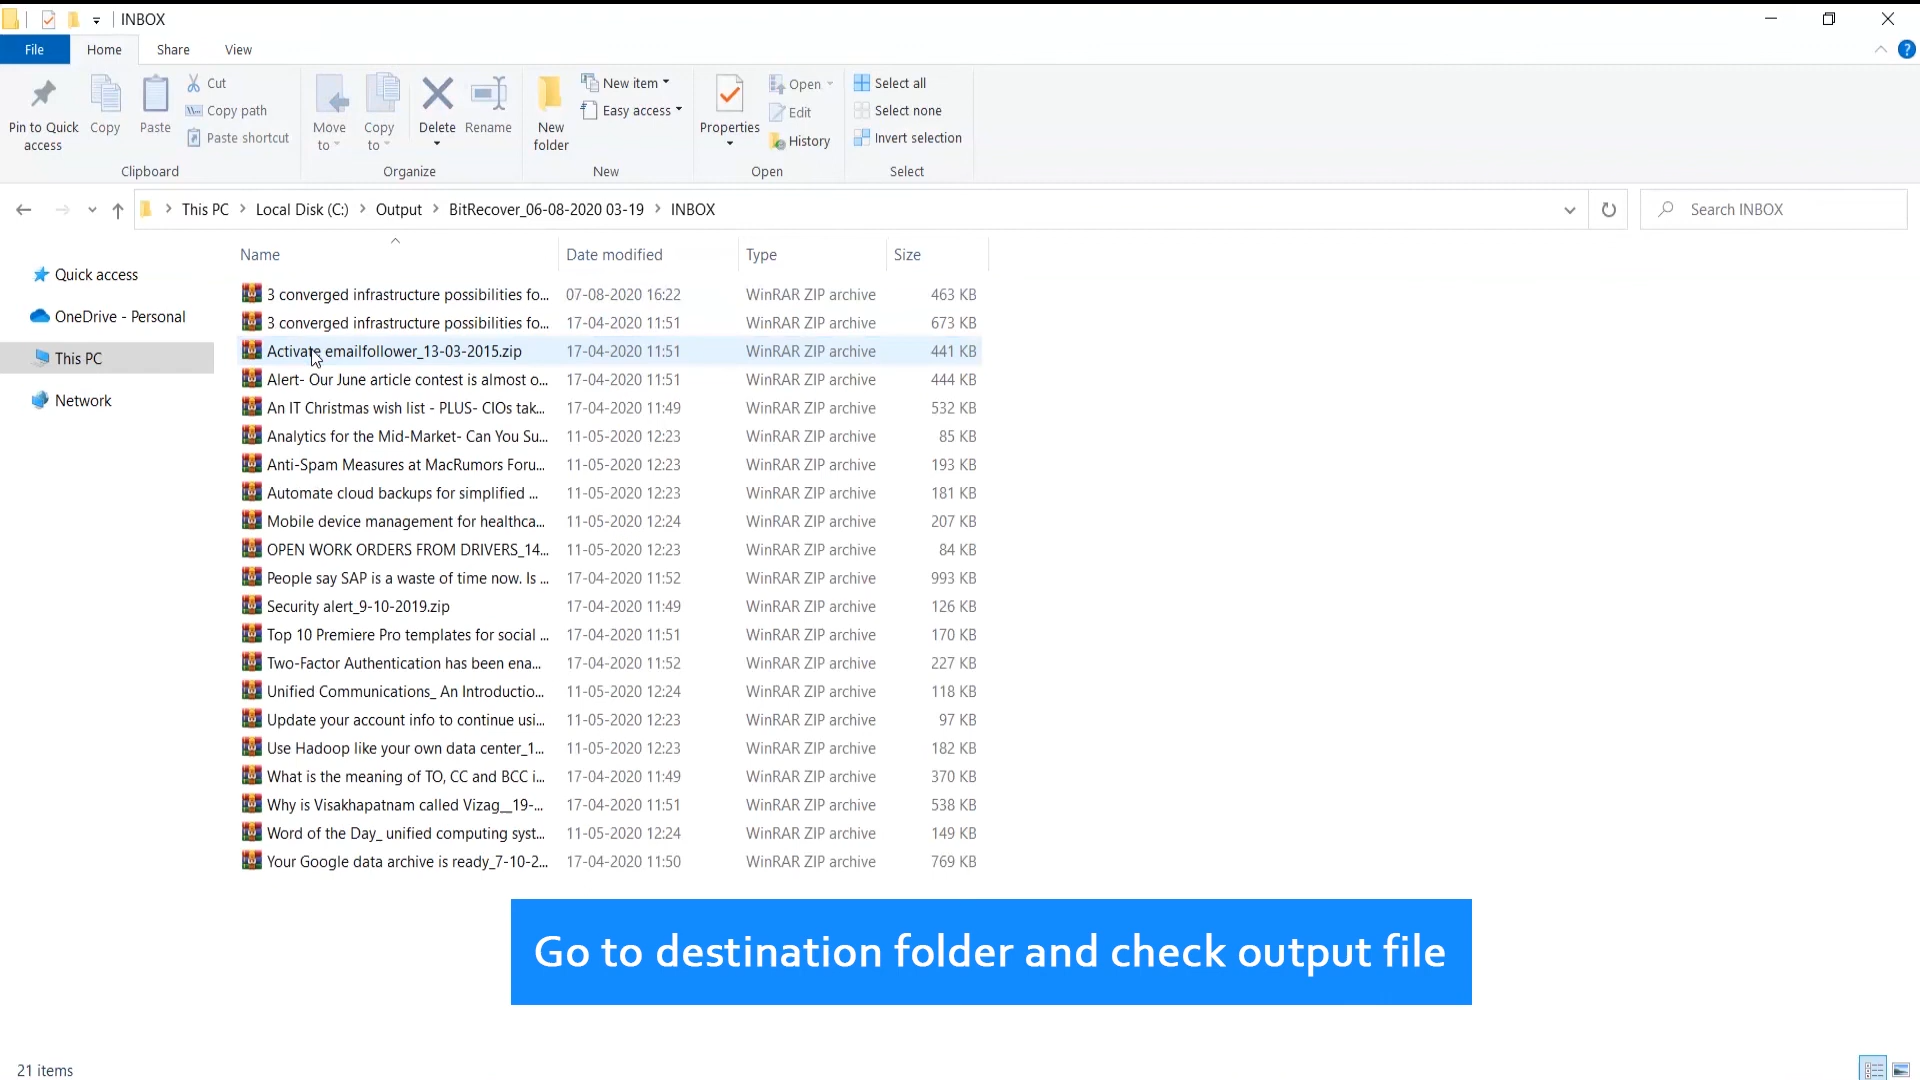 INBOX
File Home Share View
Pin to Quick access
Copy
Paste
Cut
Copy path
Paste shortcut
Clipboard
Move to
Copy to
Delete
Rename
Organize
New folder
New item
Easy access
New
Properties
Open
Edit
History
Open
Select all
Select none
Invert selection
Select
This PC > Local Disk (C:) > Output > BitRecover_06-08-2020 03-19 > INBOX
Search INBOX
Quick access
OneDrive - Personal
This PC
Network
Name Date modified Type Size
3 converged infrastructure possibilities fo... 07-08-2020 16:22 WinRAR ZIP archive 463 KB
3 converged infrastructure possibilities fo... 17-04-2020 11:51 WinRAR ZIP archive 673 KB
Activate emailfollower_13-03-2015.zip 17-04-2020 11:51 WinRAR ZIP archive 441 KB
Alert- Our June article contest is almost o... 17-04-2020 11:51 WinRAR ZIP archive 444 KB
An IT Christmas wish list - PLUS- CIOs tak... 17-04-2020 11:49 WinRAR ZIP archive 532 KB
Analytics for the Mid-Market- Can You Su... 11-05-2020 12:23 WinRAR ZIP archive 85 KB
Anti-Spam Measures at MacRumors Foru... 11-05-2020 12:23 WinRAR ZIP archive 193 KB
Automate cloud backups for simplified ... 11-05-2020 12:23 WinRAR ZIP archive 181 KB
Mobile device management for healthca... 11-05-2020 12:24 WinRAR ZIP archive 207 KB
OPEN WORK ORDERS FROM DRIVERS_14... 11-05-2020 12:23 WinRAR ZIP archive 84 KB
People say SAP is a waste of time now. Is ... 17-04-2020 11:52 WinRAR ZIP archive 993 KB
Security alert_9-10-2019.zip 17-04-2020 11:49 WinRAR ZIP archive 126 KB
Top 10 Premiere Pro templates for social ... 17-04-2020 11:51 WinRAR ZIP archive 170 KB
Two-Factor Authentication has been ena... 17-04-2020 11:52 WinRAR ZIP archive 227 KB
Unified Communications_ An Introductio... 11-05-2020 12:24 WinRAR ZIP archive 118 KB
Update your account info to continue usi... 11-05-2020 12:23 WinRAR ZIP archive 97 KB
Use Hadoop like your own data center_1... 11-05-2020 12:23 WinRAR ZIP archive 182 KB
What is the meaning of TO, CC and BCC i... 17-04-2020 11:49 WinRAR ZIP archive 370 KB
Why is Visakhapatnam called Vizag__19-... 17-04-2020 11:51 WinRAR ZIP archive 538 KB
Word of the Day_ unified computing syst... 11-05-2020 12:24 WinRAR ZIP archive 149 KB
Your Google data archive is ready_7-10-2... 17-04-2020 11:50 WinRAR ZIP archive 769 KB
Go to destination folder and check output file
21 items